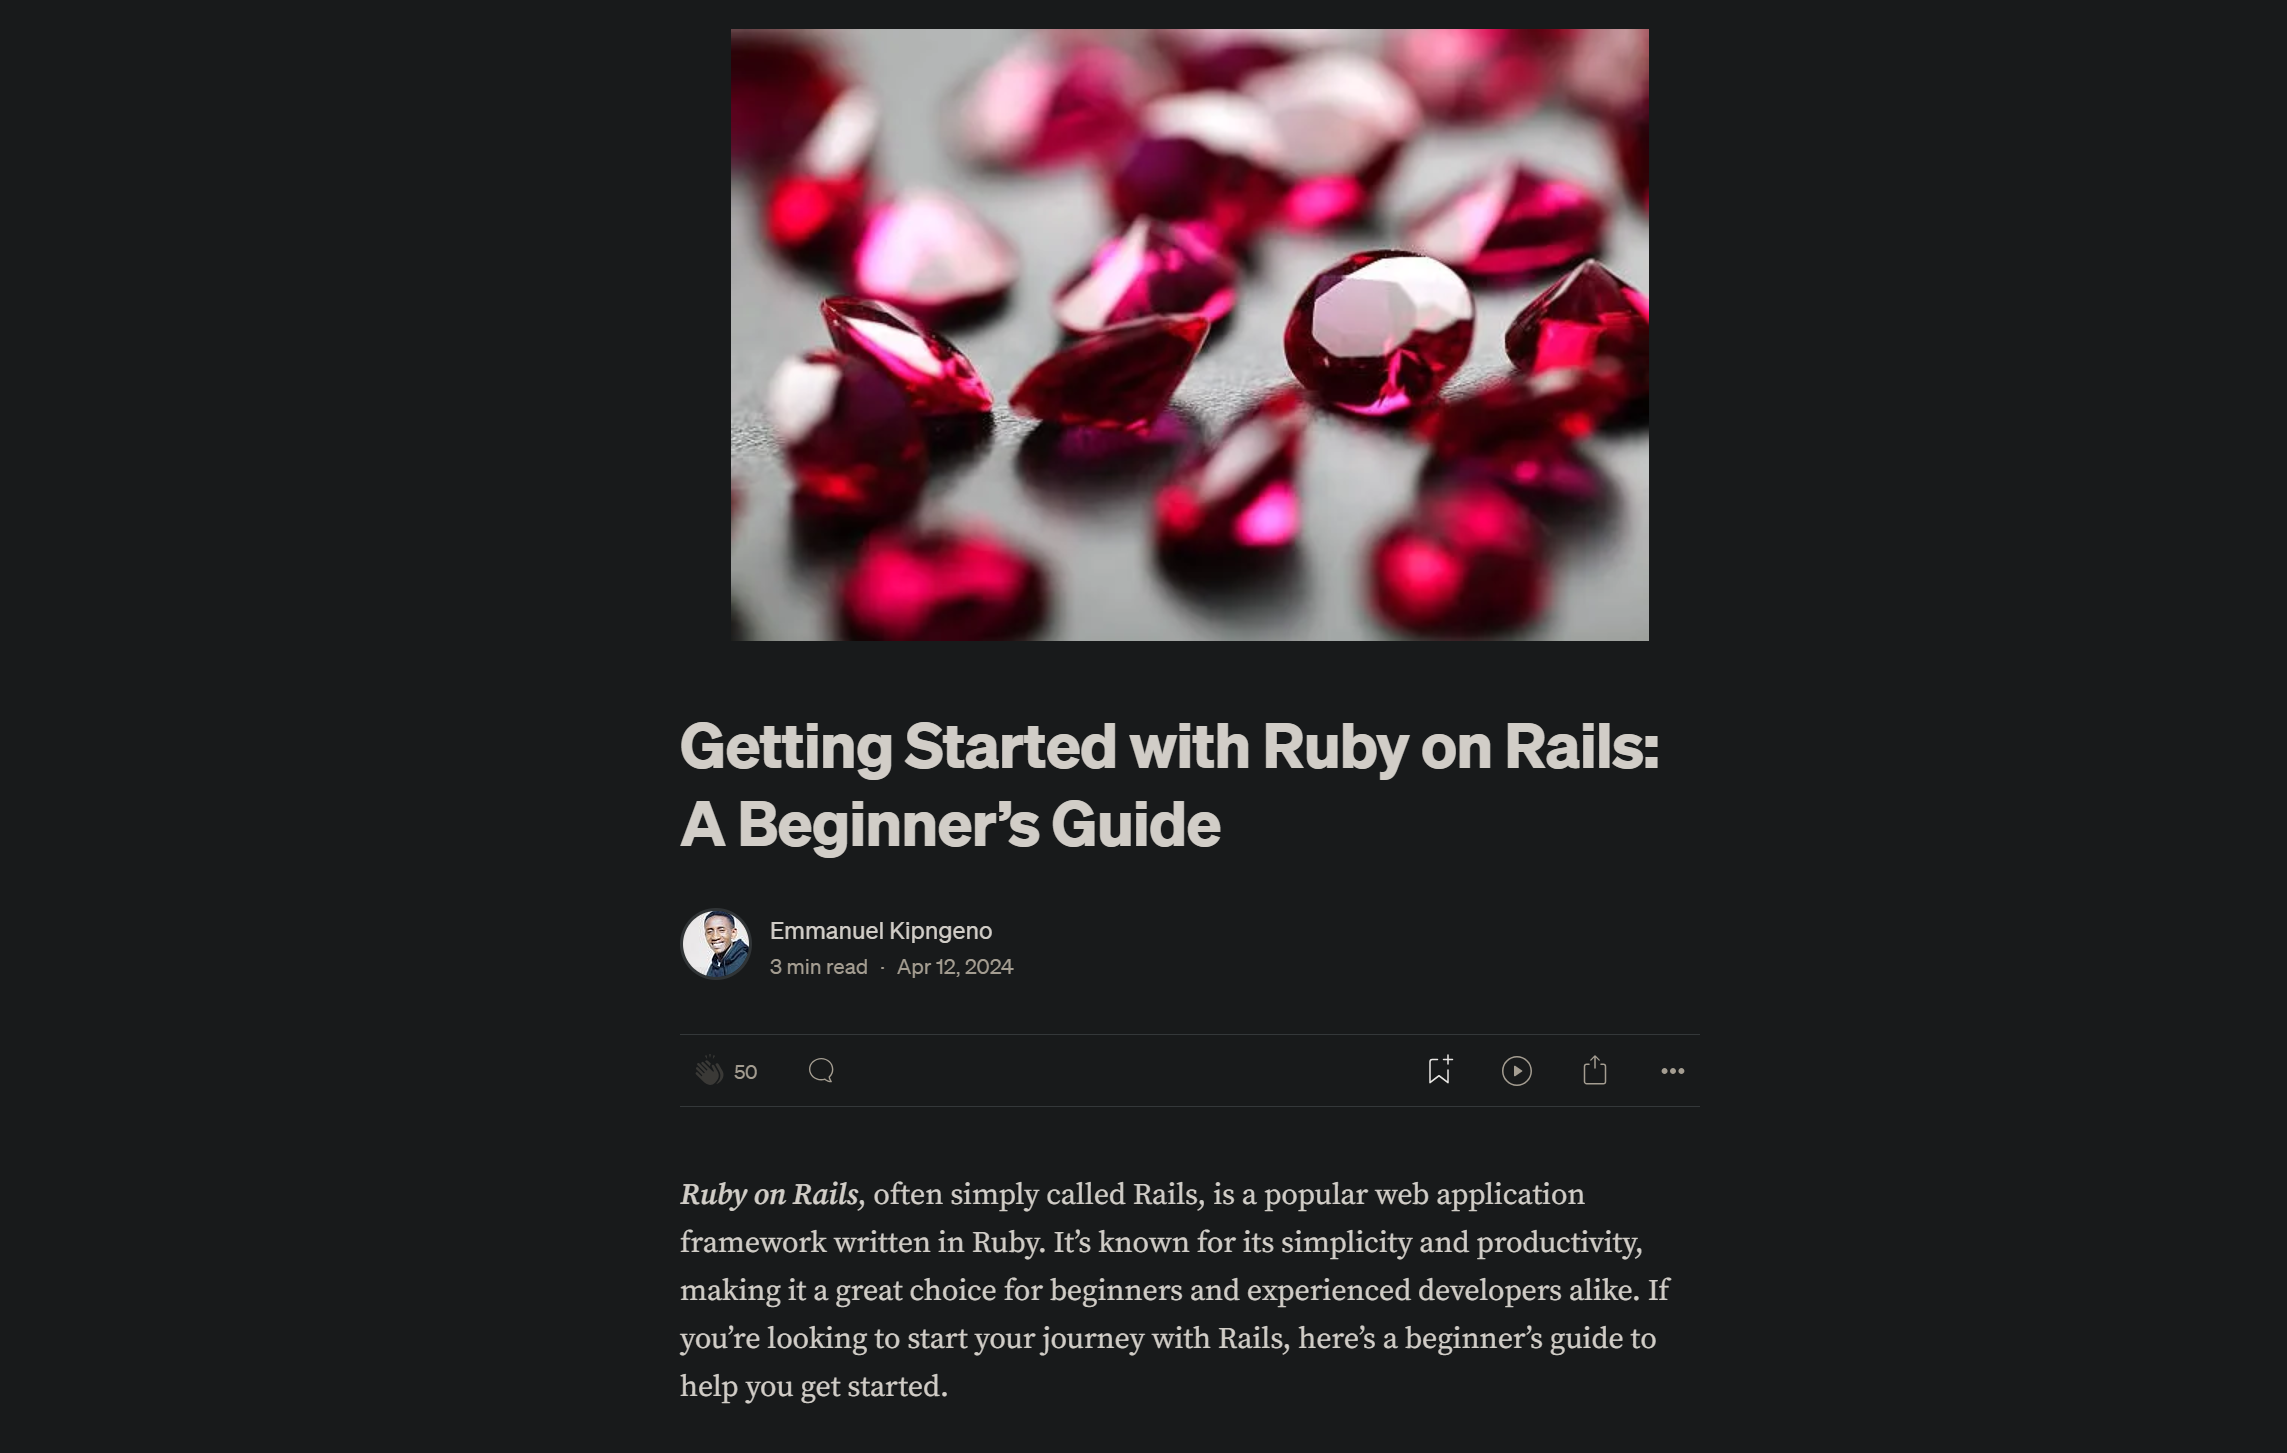 Getting Started with Ruby on Rails:
A Beginner’s Guide
Emmanuel Kipngeno
3 min read · Apr 12, 2024
50
Ruby on Rails, often simply called Rails, is a popular web application
framework written in Ruby. It’s known for its simplicity and productivity,
making it a great choice for beginners and experienced developers alike. If
you’re looking to start your journey with Rails, here’s a beginner’s guide to
help you get started.